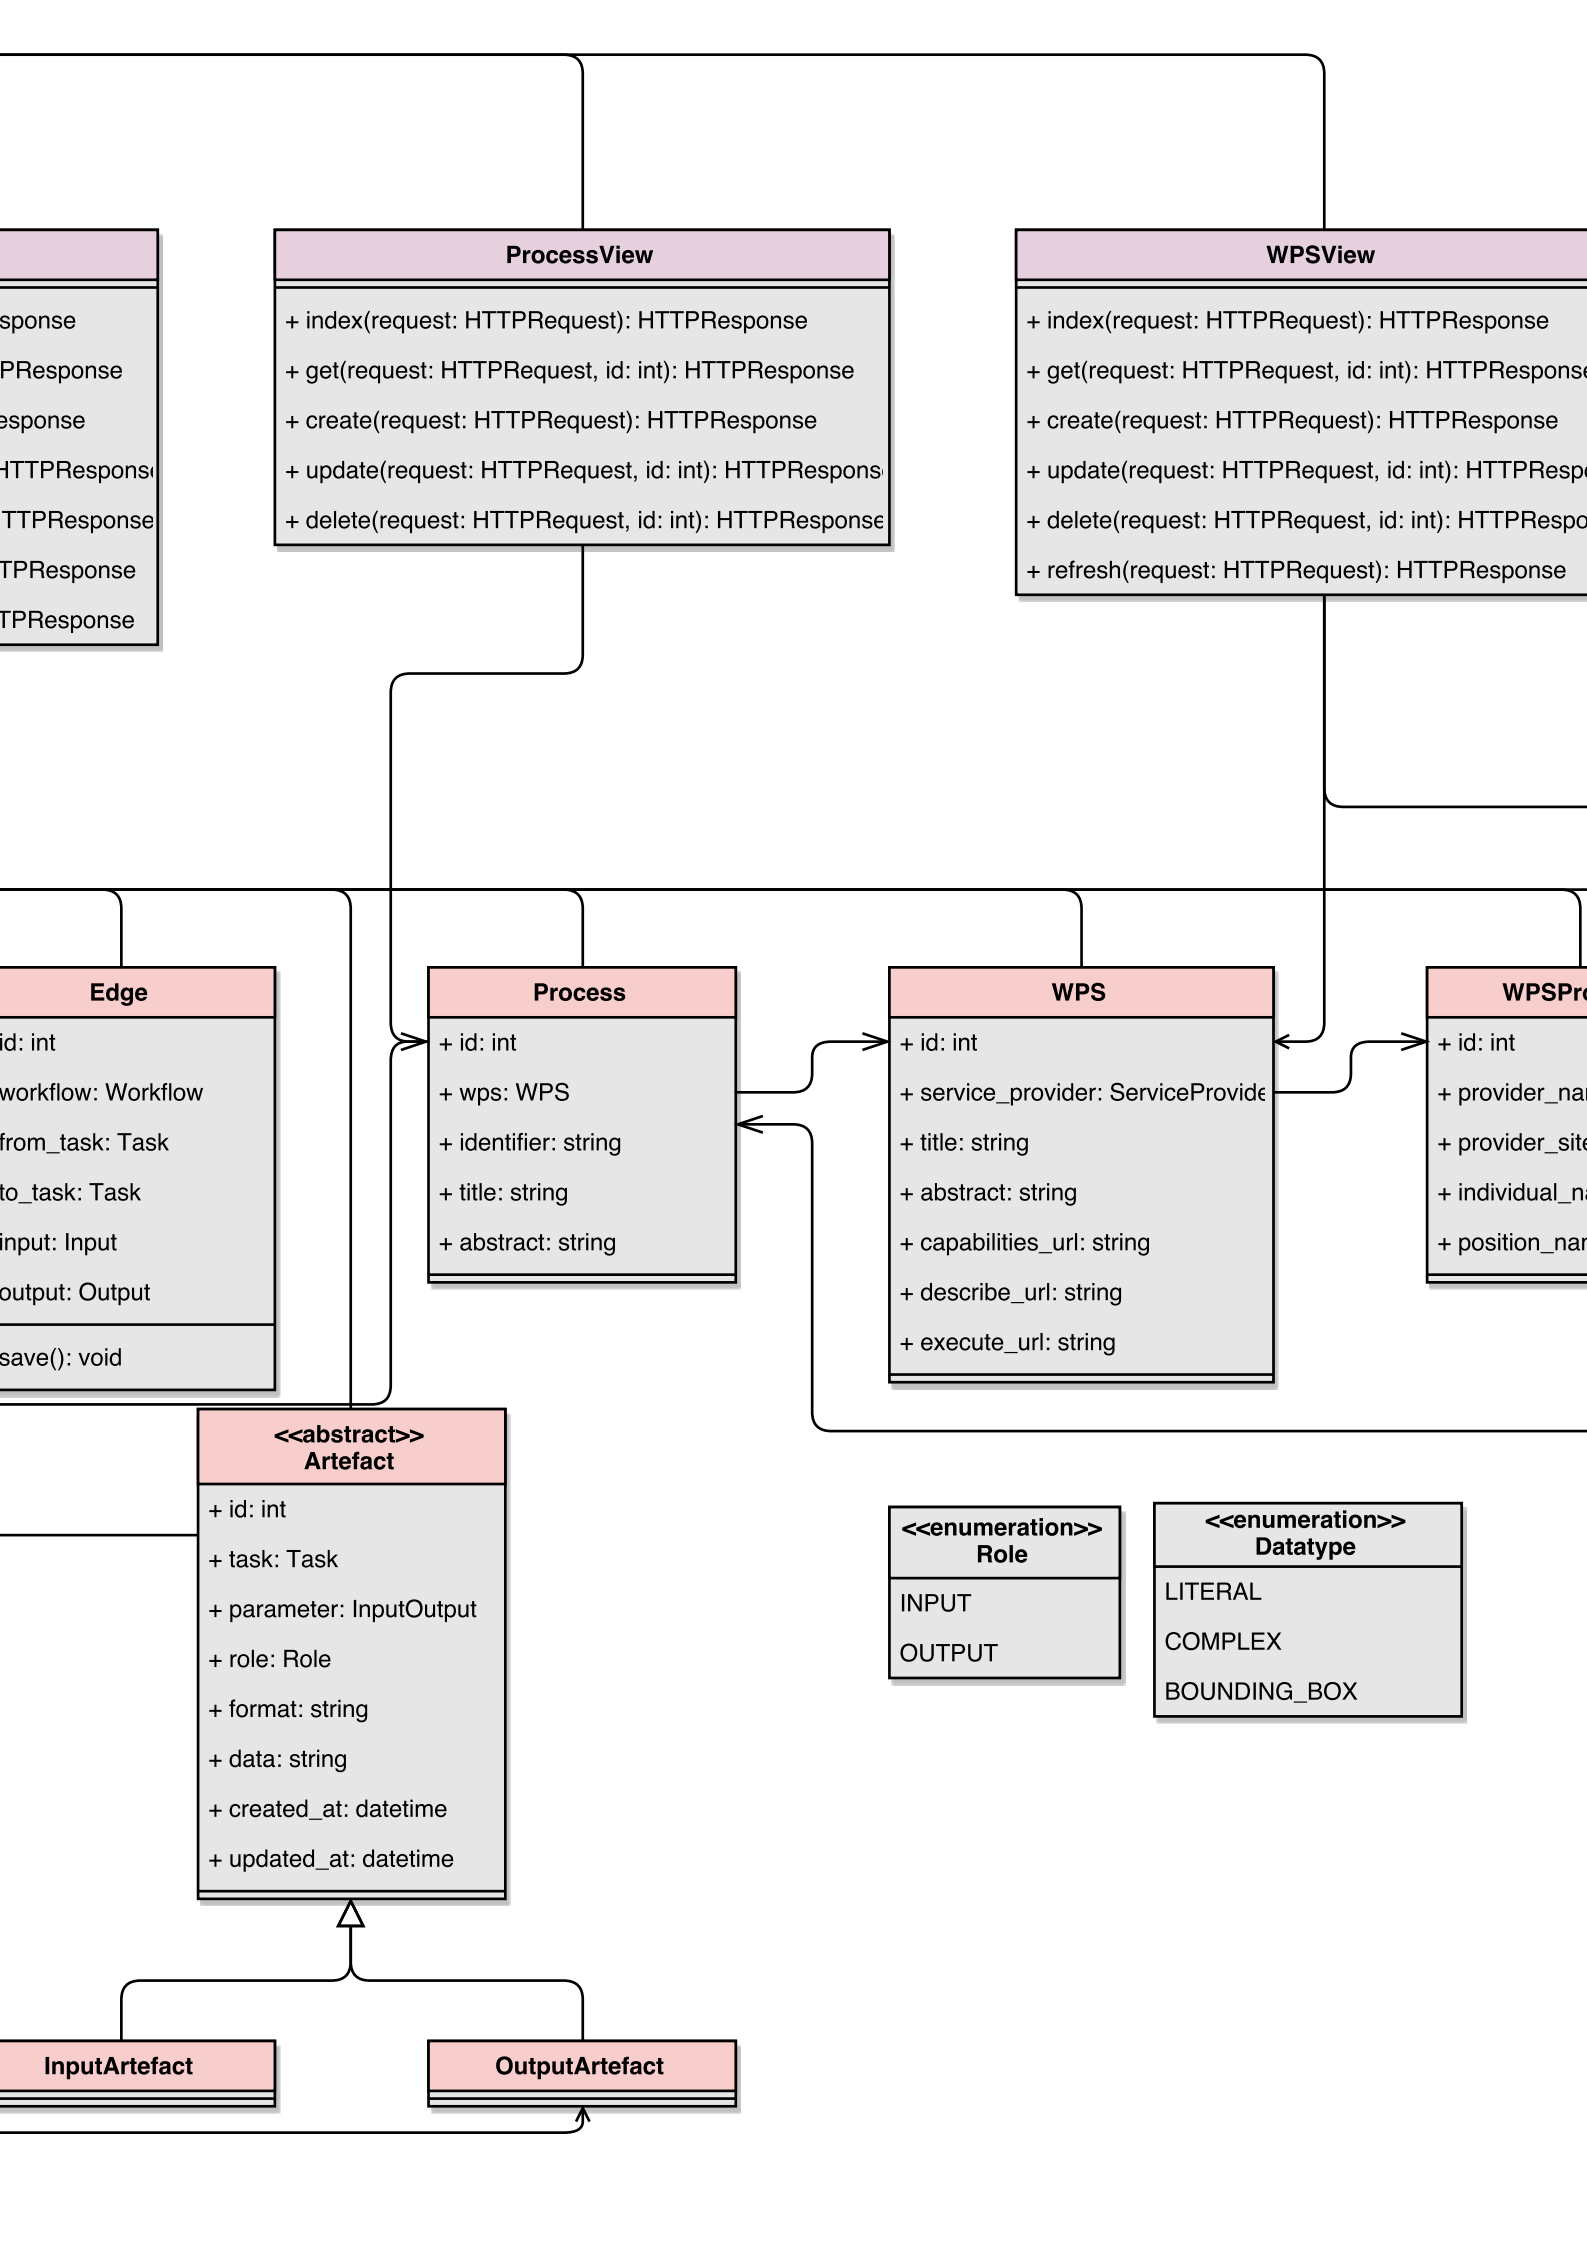 sponse
PResponse
esponse
HTTPResponse
TTPResponse
TPResponse
TPResponse
ProcessView
+ index(request: HTTPRequest): HTTPResponse
+ get(request: HTTPRequest, id: int): HTTPResponse
+ create(request: HTTPRequest): HTTPResponse
+ update(request: HTTPRequest, id: int): HTTPRespons
+ delete(request: HTTPRequest, id: int): HTTPResponse
WPSView
+ index(request: HTTPRequest): HTTPResponse
+ get(request: HTTPRequest, id: int): HTTPResponse
+ create(request: HTTPRequest): HTTPResponse
+ update(request: HTTPRequest, id: int): HTTPRespo
+ delete(request: HTTPRequest, id: int): HTTPRespo
+ refresh(request: HTTPRequest): HTTPResponse
Edge
id: int
workflow: Workflow
from_task: Task
to_task: Task
input: Input
output: Output
save(): void
Process
+ id: int
+ wps: WPS
+ identifier: string
+ title: string
+ abstract: string
WPS
+ id: int
+ service_provider: ServiceProvide
+ title: string
+ abstract: string
+ capabilities_url: string
+ describe_url: string
+ execute_url: string
WPSPro
+ id: int
+ provider_nar
+ provider_site
+ individual_na
+ position_nar
<<abstract>>
Artefact
+ id: int
+ task: Task
+ parameter: InputOutput
+ role: Role
+ format: string
+ data: string
+ created_at: datetime
+ updated_at: datetime
<<enumeration>>
Role
INPUT
OUTPUT
<<enumeration>>
Datatype
LITERAL
COMPLEX
BOUNDING_BOX
InputArtefact
OutputArtefact